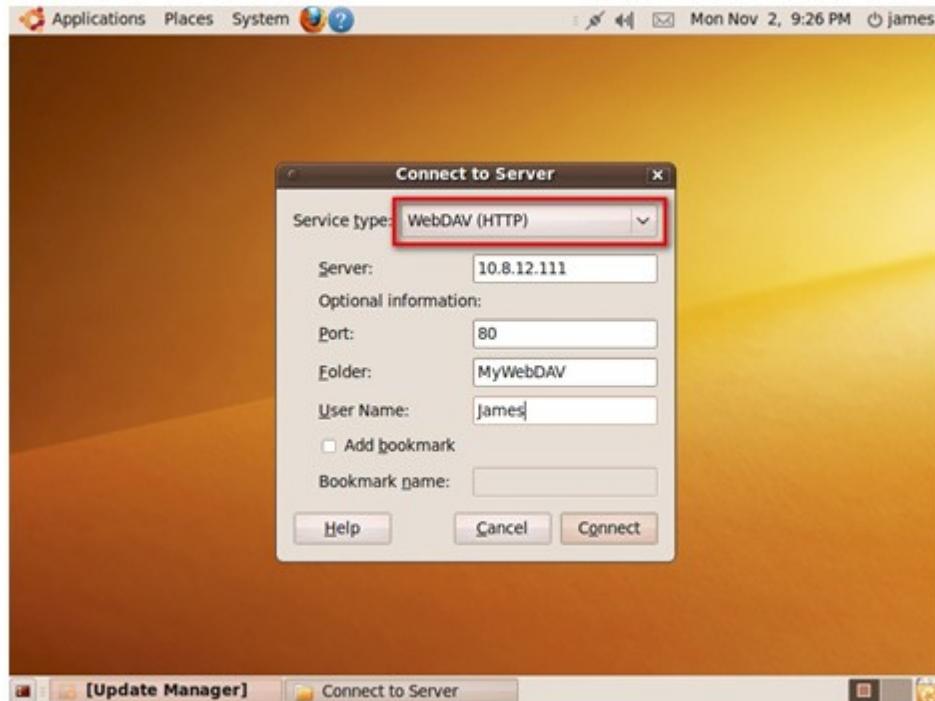 Applications Places System Mon Nov 2, 9:26 PM james
Connect to Server
Service type: WebDAV (HTTP)
Server: 10.8.12.111
Optional information:
Port: 80
Folder: MyWebDAV
User Name: James
Add bookmark
Bookmark name:
Help Cancel Connect
[Update Manager] Connect to Server